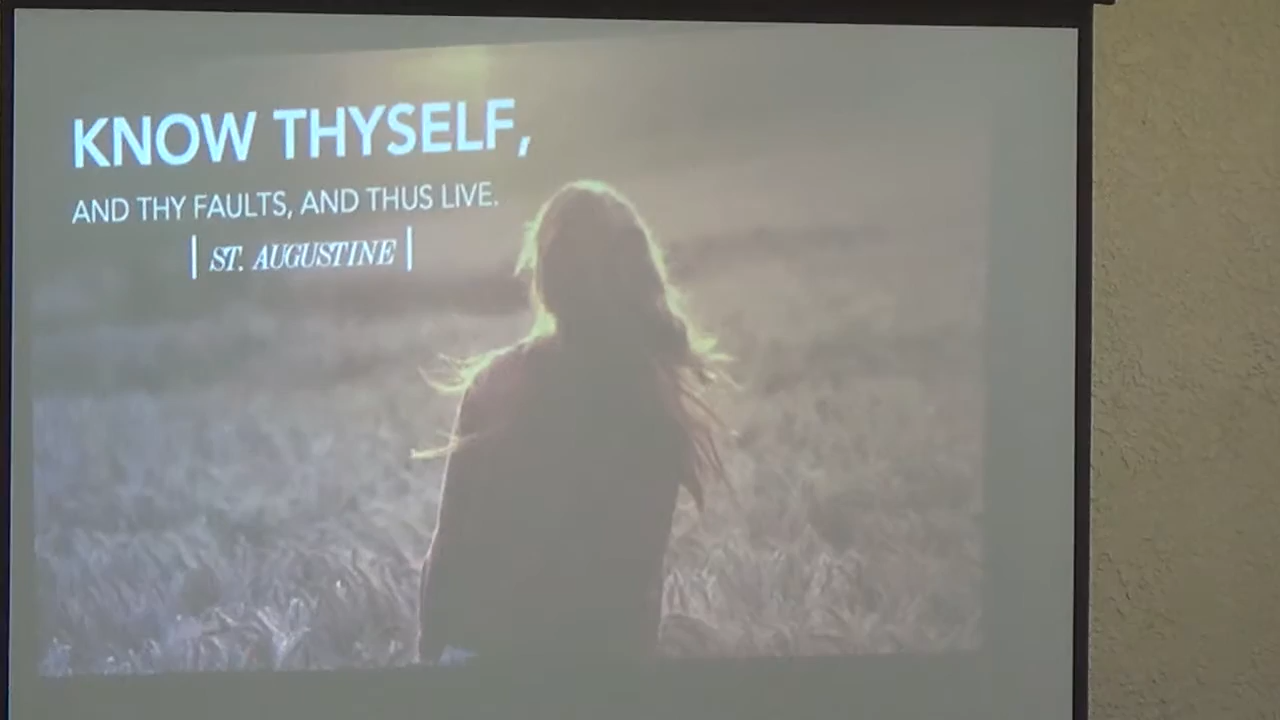 KNOW THYSELF,
AND THY FAULTS, AND THUS LIVE.
| ST. AUGUSTINE |